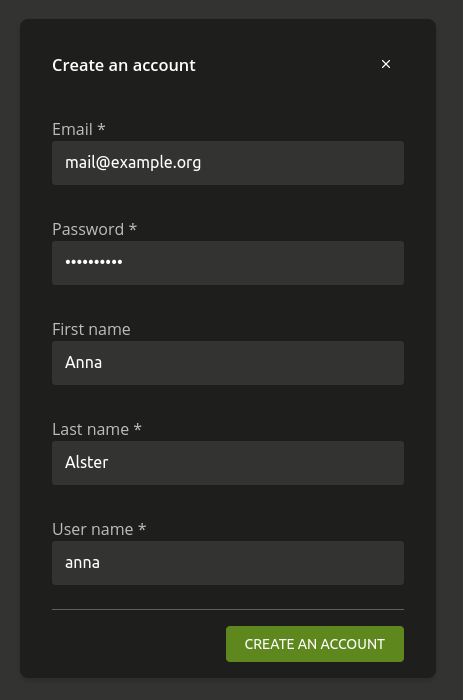 Create an account ×
Email *
mail@example.org
Password *
••••••••••
First name
Anna
Last name *
Alster
User name *
anna
CREATE AN ACCOUNT